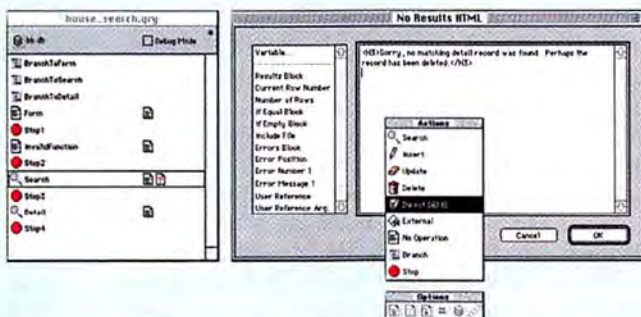 house_search.qry
hh-db
Debug Mode
BranchToForm
BranchToSearch
BranchToDetail
Form
Stop1
InvalidFunction
Stop2
Search
Stop3
Detail
Stop4
No Results HTML
Variable...
Results Block
Current Row Number
Number of Rows
If Equal Block
If Empty Block
Include File
Errors Block
Error Position
Error Number 1
Error Message 1
User Reference
User Reference Arg
<H3>Sorry, no matching detail record was found. Perhaps the
record has been deleted.</H3>
Actions
Search
Insert
Update
Delete
Direct DBMS
External
No Operation
Branch
Stop
Cancel
OK
Options